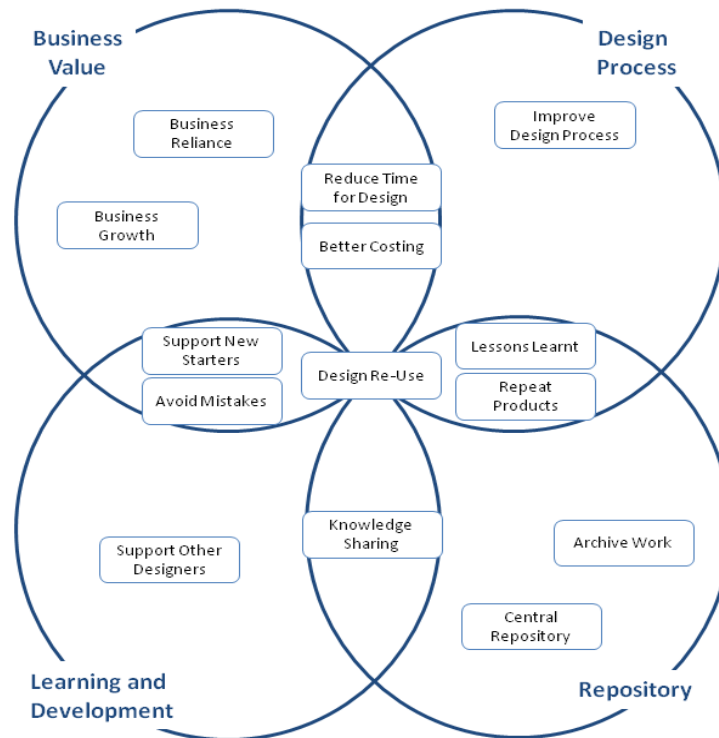 Business
Value
Design
Process
Business
Reliance
Improve
Design Process
Reduce Time
for Design
Business
Growth
Better Costing
Support New
Starters
Lessons Learnt
Design Re-Use
Avoid Mistakes
Repeat
Products
Knowledge
Sharing
Support Other
Designers
Archive Work
Central
Repository
Learning and
Development
Repository